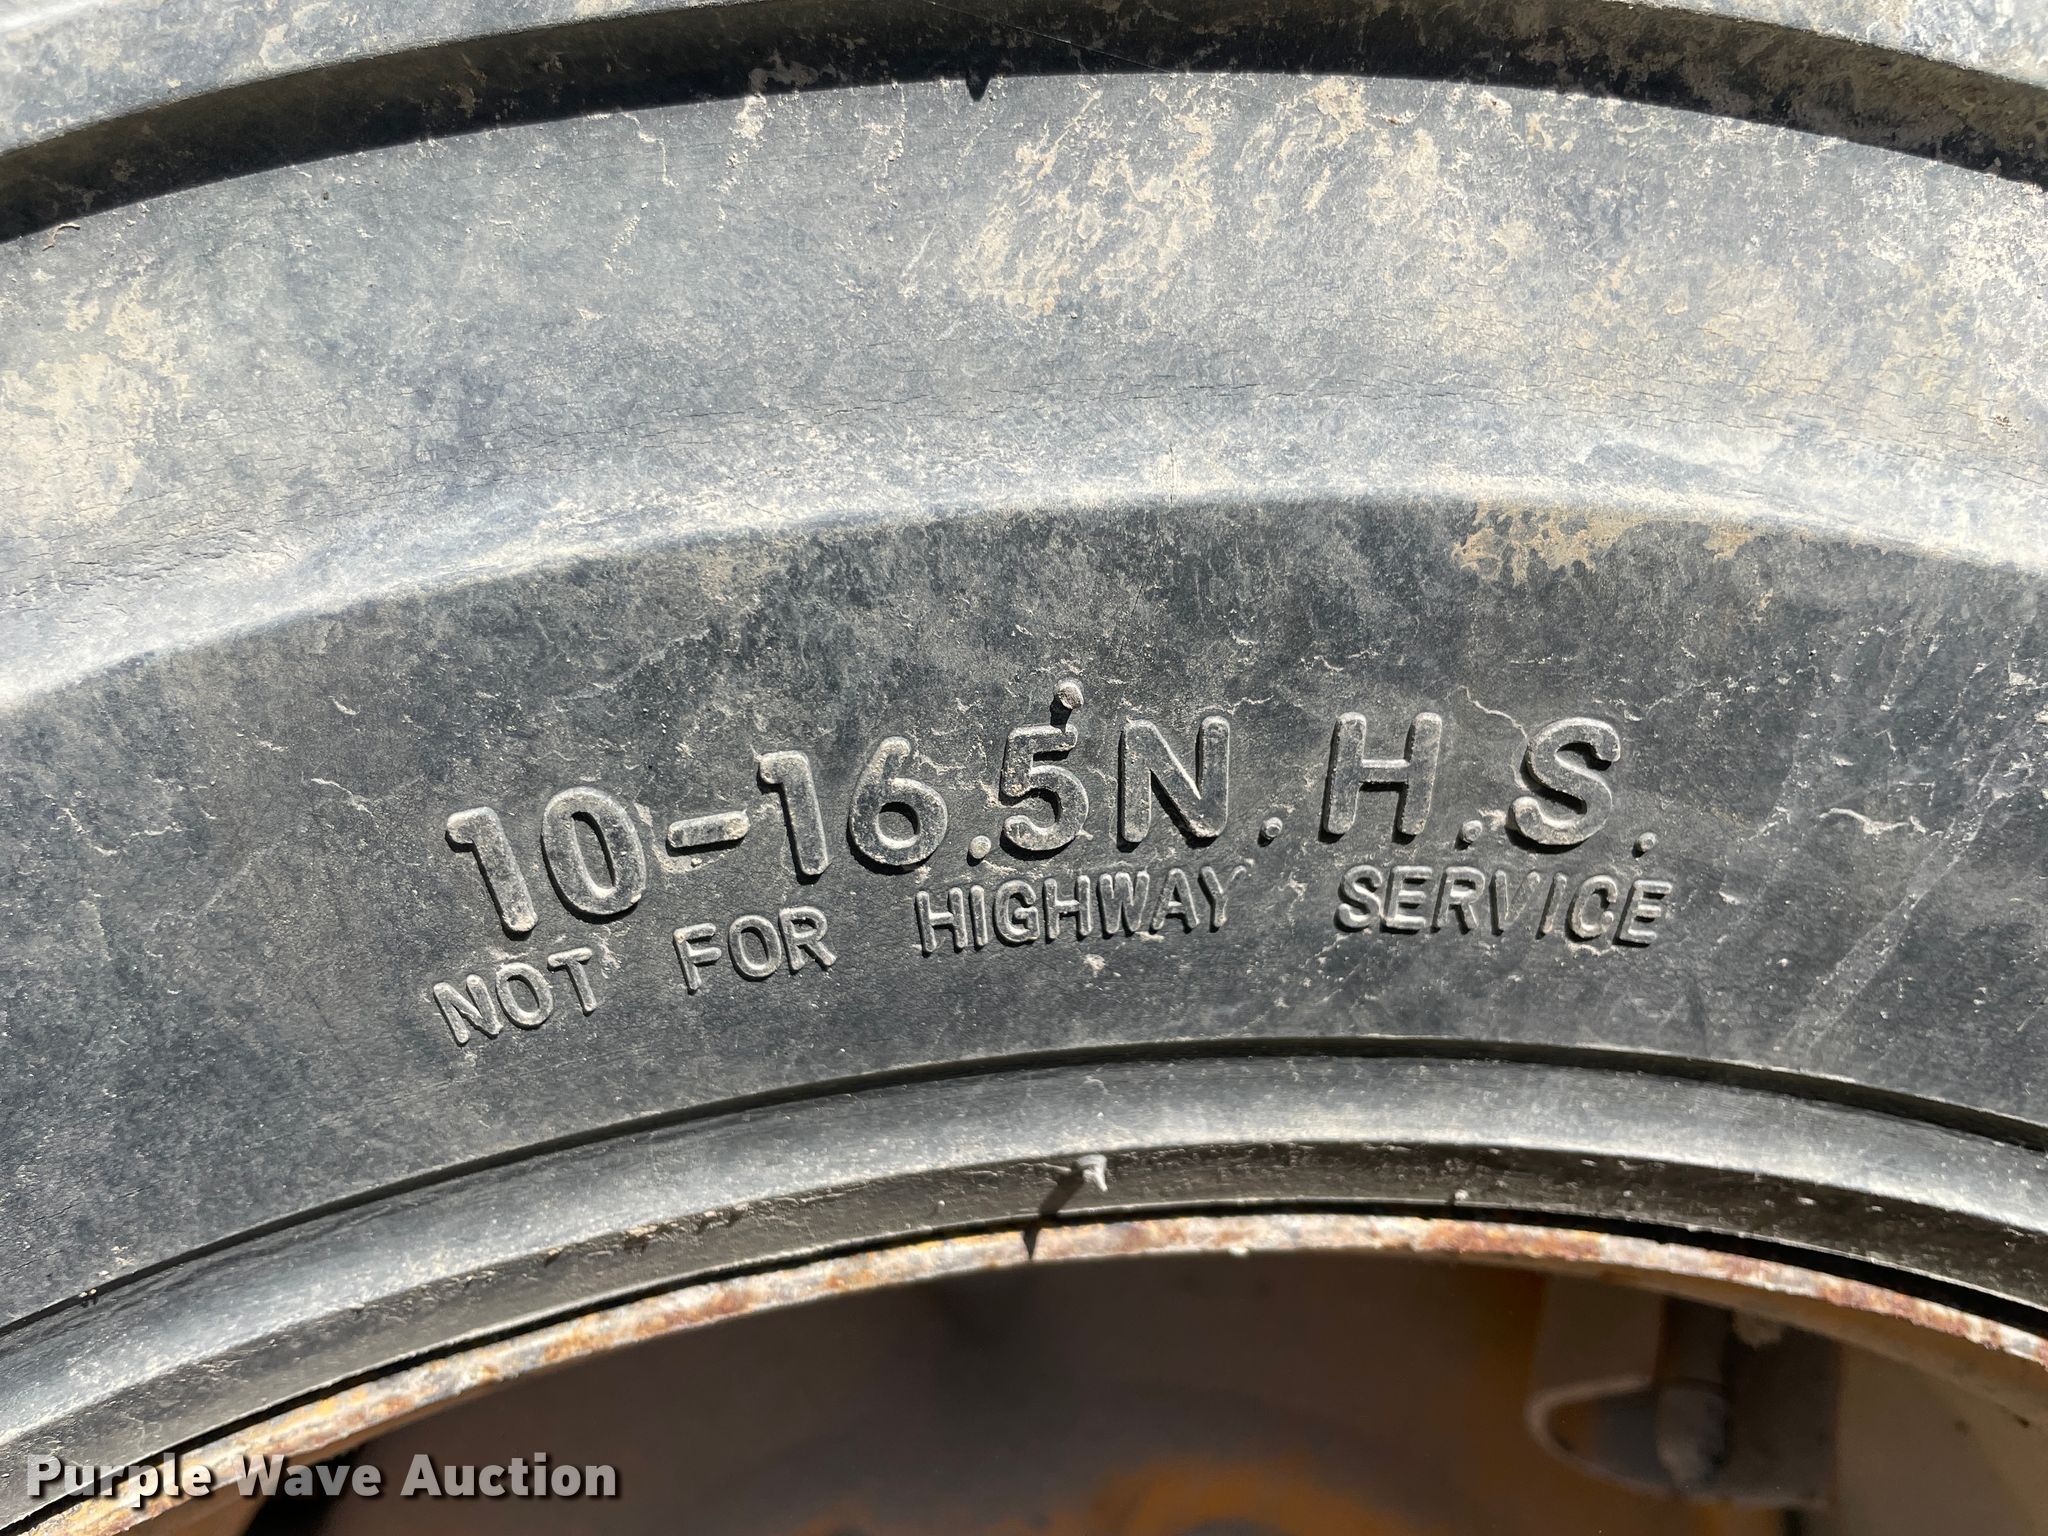 10-16.5N.H.S.
NOT FOR HIGHWAY SERVICE
Purple Wave Auction